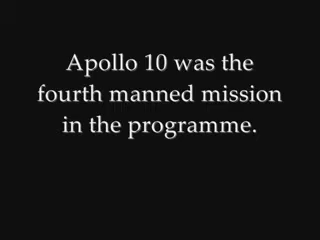 Apollo 10 was the
fourth manned mission
in the programme.